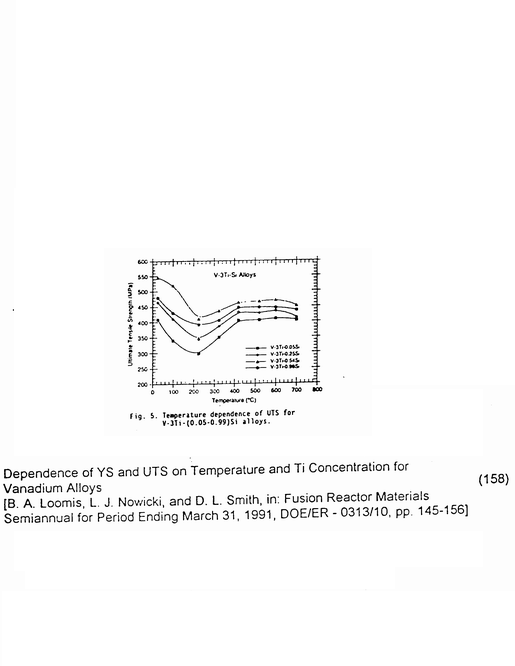 600
550
500
450
400
350
300
250
200
Ultimate Tensile Strength (MPa)
V-3Ti-Si Alloys
V-3Ti-0.05Si
V-3Ti-0.25Si
V-3Ti-0.54Si
V-3Ti-0.99Si
0 100 200 300 400 500 600 700 800
Temperature (°C)
Fig. 5. Temperature dependence of UTS for
V-3Ti-(0.05-0.99)Si alloys.
Dependence of YS and UTS on Temperature and Ti Concentration for
Vanadium Alloys
(158)
[B. A. Loomis, L. J. Nowicki, and D. L. Smith, in: Fusion Reactor Materials
Semiannual for Period Ending March 31, 1991, DOE/ER - 0313/10, pp. 145-156]